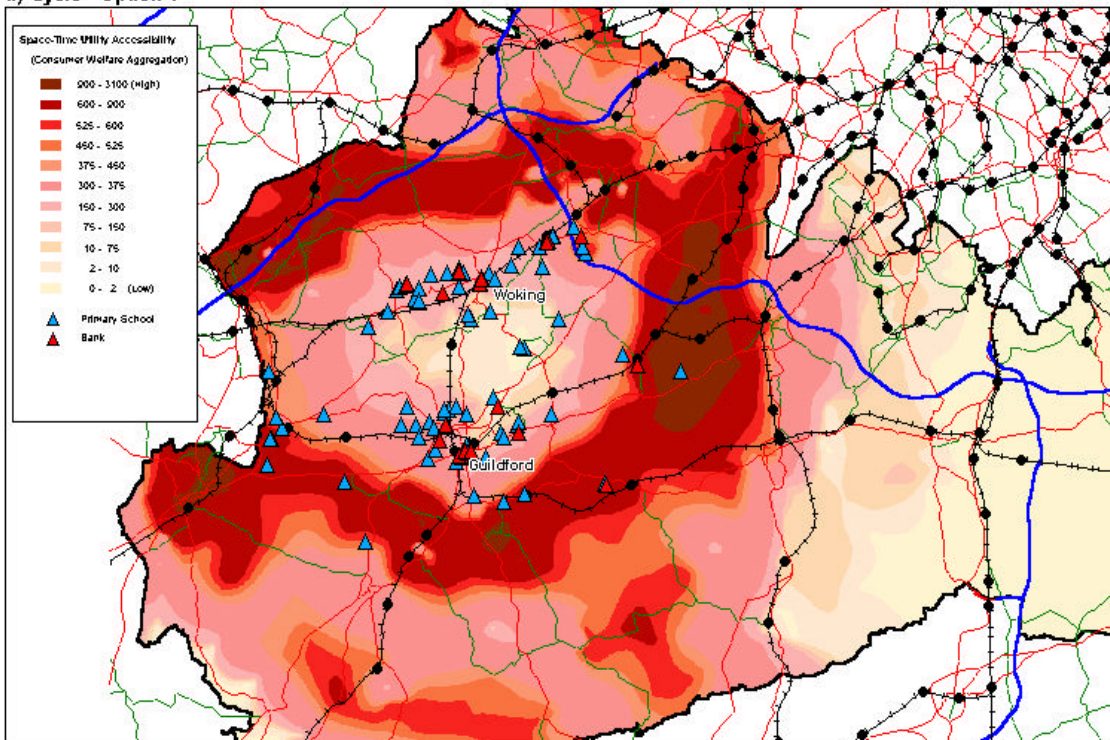 Space-Time Utility Accessibility
(Consumer Welfare Aggregation)
900 - 3100 (High)
600 - 900
525 - 600
450 - 525
375 - 450
300 - 375
150 - 300
75 - 150
10 - 75
2 - 10
0 - 2 (Low)
Primary School
Bank
Woking
Guildford